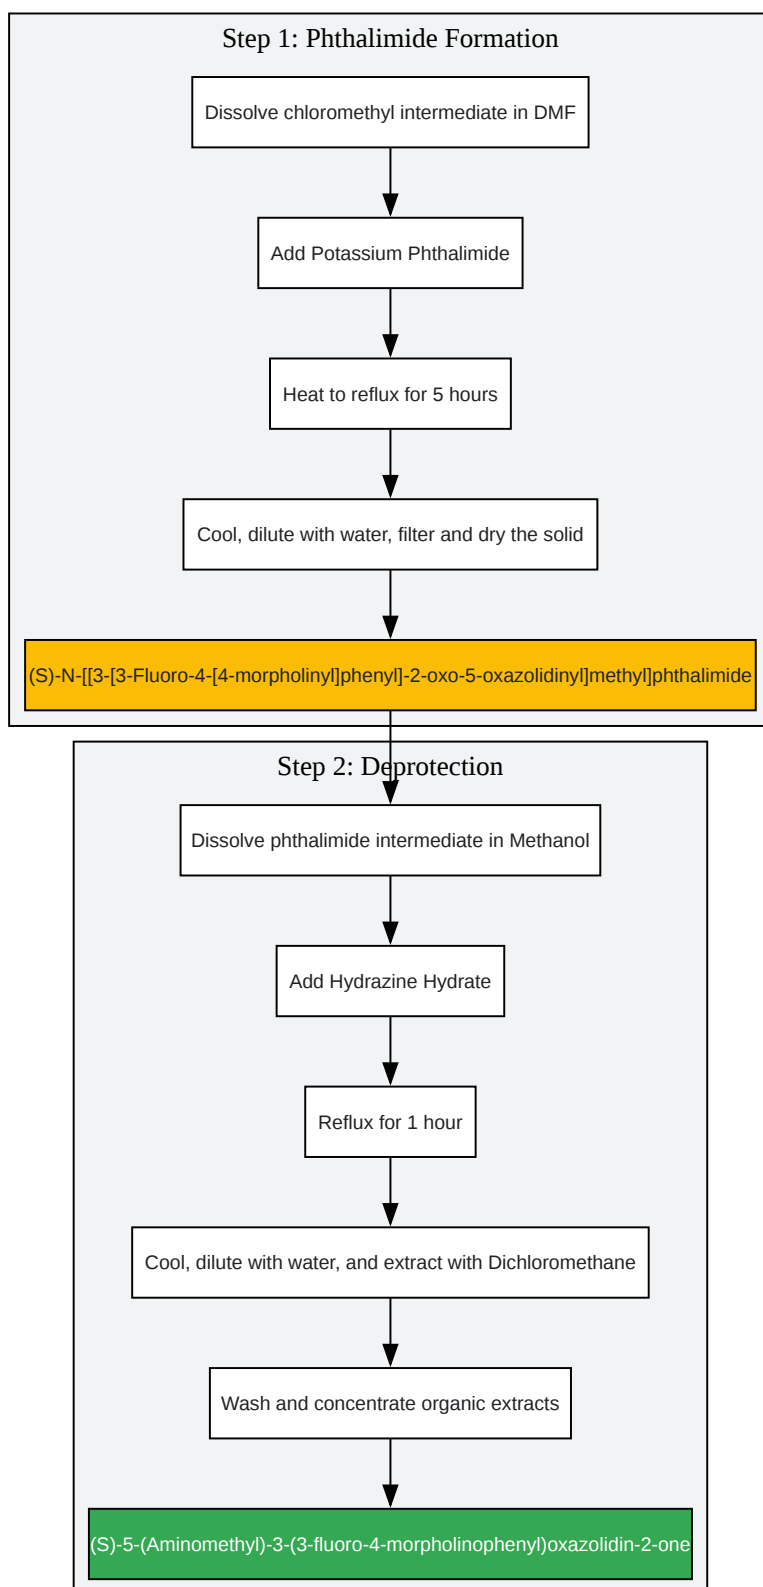 Step 1: Phthalimide Formation
Dissolve chloromethyl intermediate in DMF
Add Potassium Phthalimide
Heat to reflux for 5 hours
Cool, dilute with water, filter and dry the solid
(S)-N-[[3-[3-Fluoro-4-[4-morpholinyl]phenyl]-2-oxo-5-oxazolidinyl]methyl]phthalimide
Step 2: Deprotection
Dissolve phthalimide intermediate in Methanol
Add Hydrazine Hydrate
Reflux for 1 hour
Cool, dilute with water, and extract with Dichloromethane
Wash and concentrate organic extracts
(S)-5-(Aminomethyl)-3-(3-fluoro-4-morpholinophenyl)oxazolidin-2-one